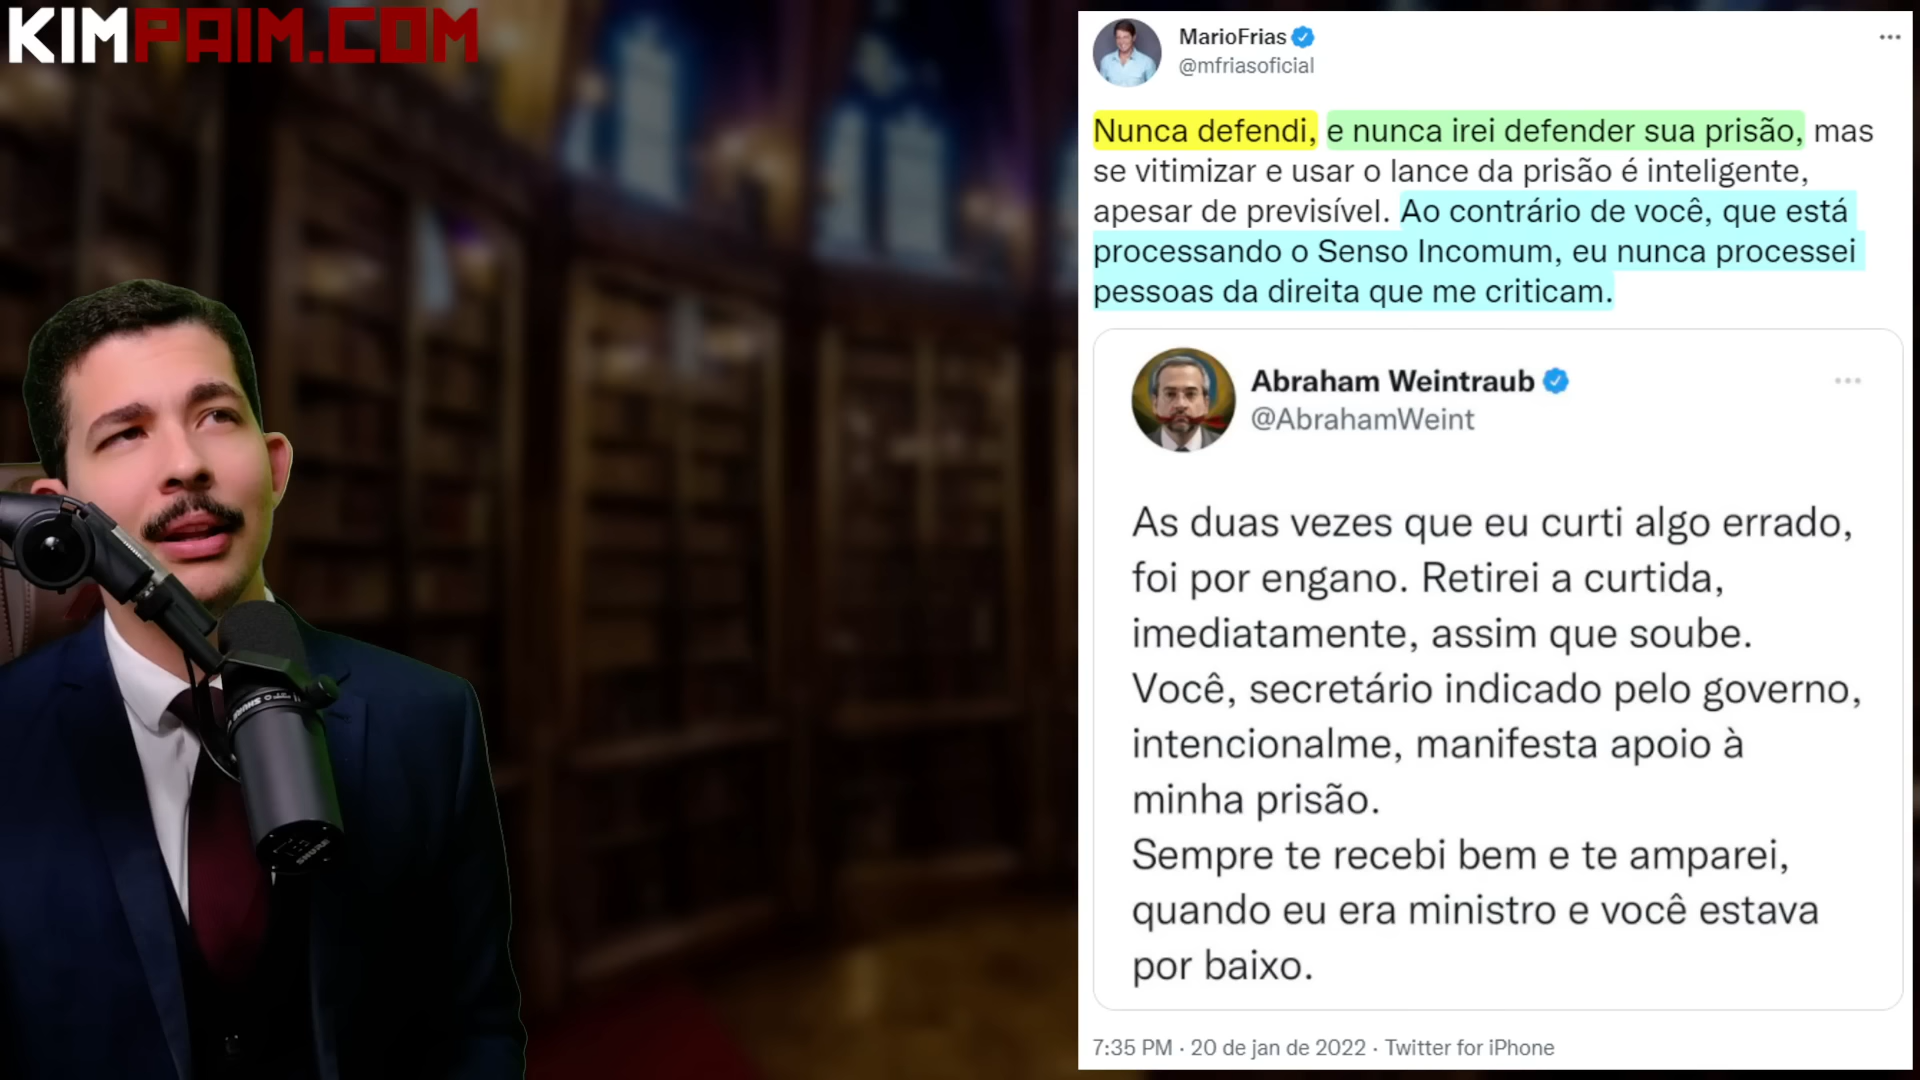 KIMPAIM.COM
MarioFrias
@mfriasoficial
Nunca defendi, e nunca irei defender sua prisão, mas
se vitimizar e usar o lance da prisão é inteligente,
apesar de previsível. Ao contrário de você, que está
processando o Senso Incomum, eu nunca processei
pessoas da direita que me criticam.
Abraham Weintraub
@AbrahamWeint
As duas vezes que eu curti algo errado,
foi por engano. Retirei a curtida,
imediatamente, assim que soube.
Você, secretário indicado pelo governo,
intencionalme, manifesta apoio à
minha prisão.
Sempre te recebi bem e te amparei,
quando eu era ministro e você estava
por baixo.
7:35 PM · 20 de jan de 2022 · Twitter for iPhone
SHURE
SHURE